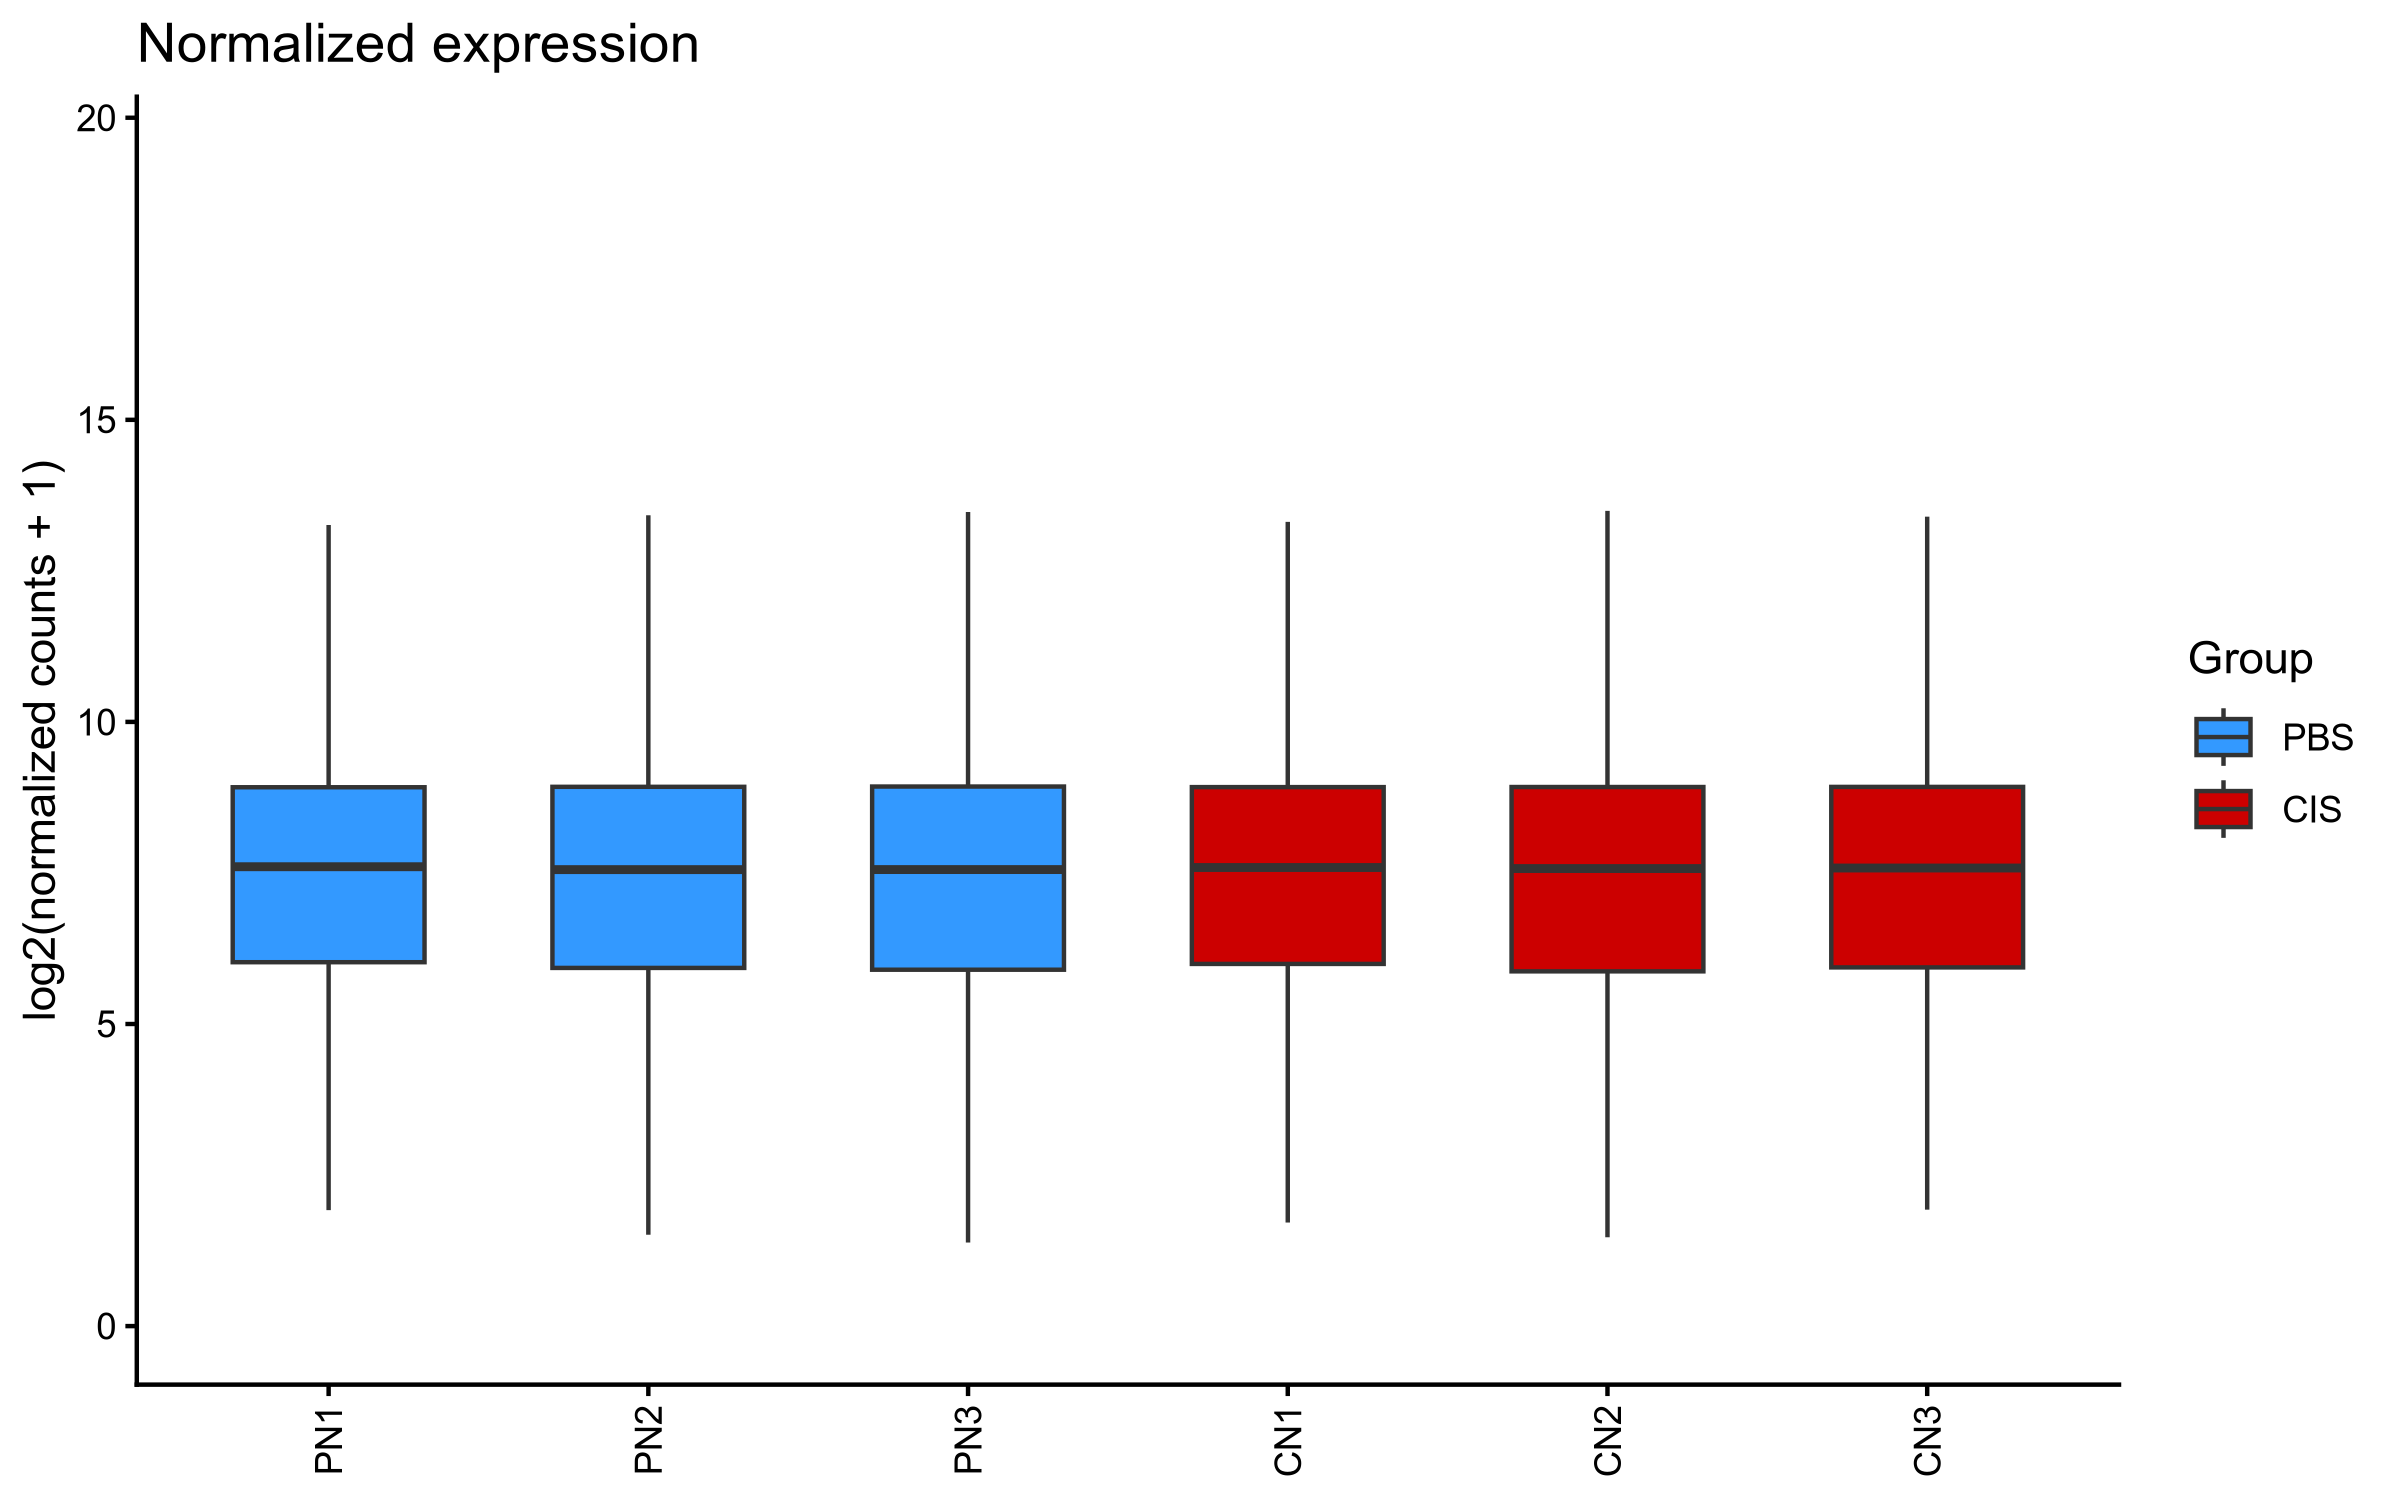 Normalized expression
log2(normalized counts + 1)
20
15
10
5
0
PN1
PN2
PN3
CN1
CN2
CN3
Group
PBS
CIS